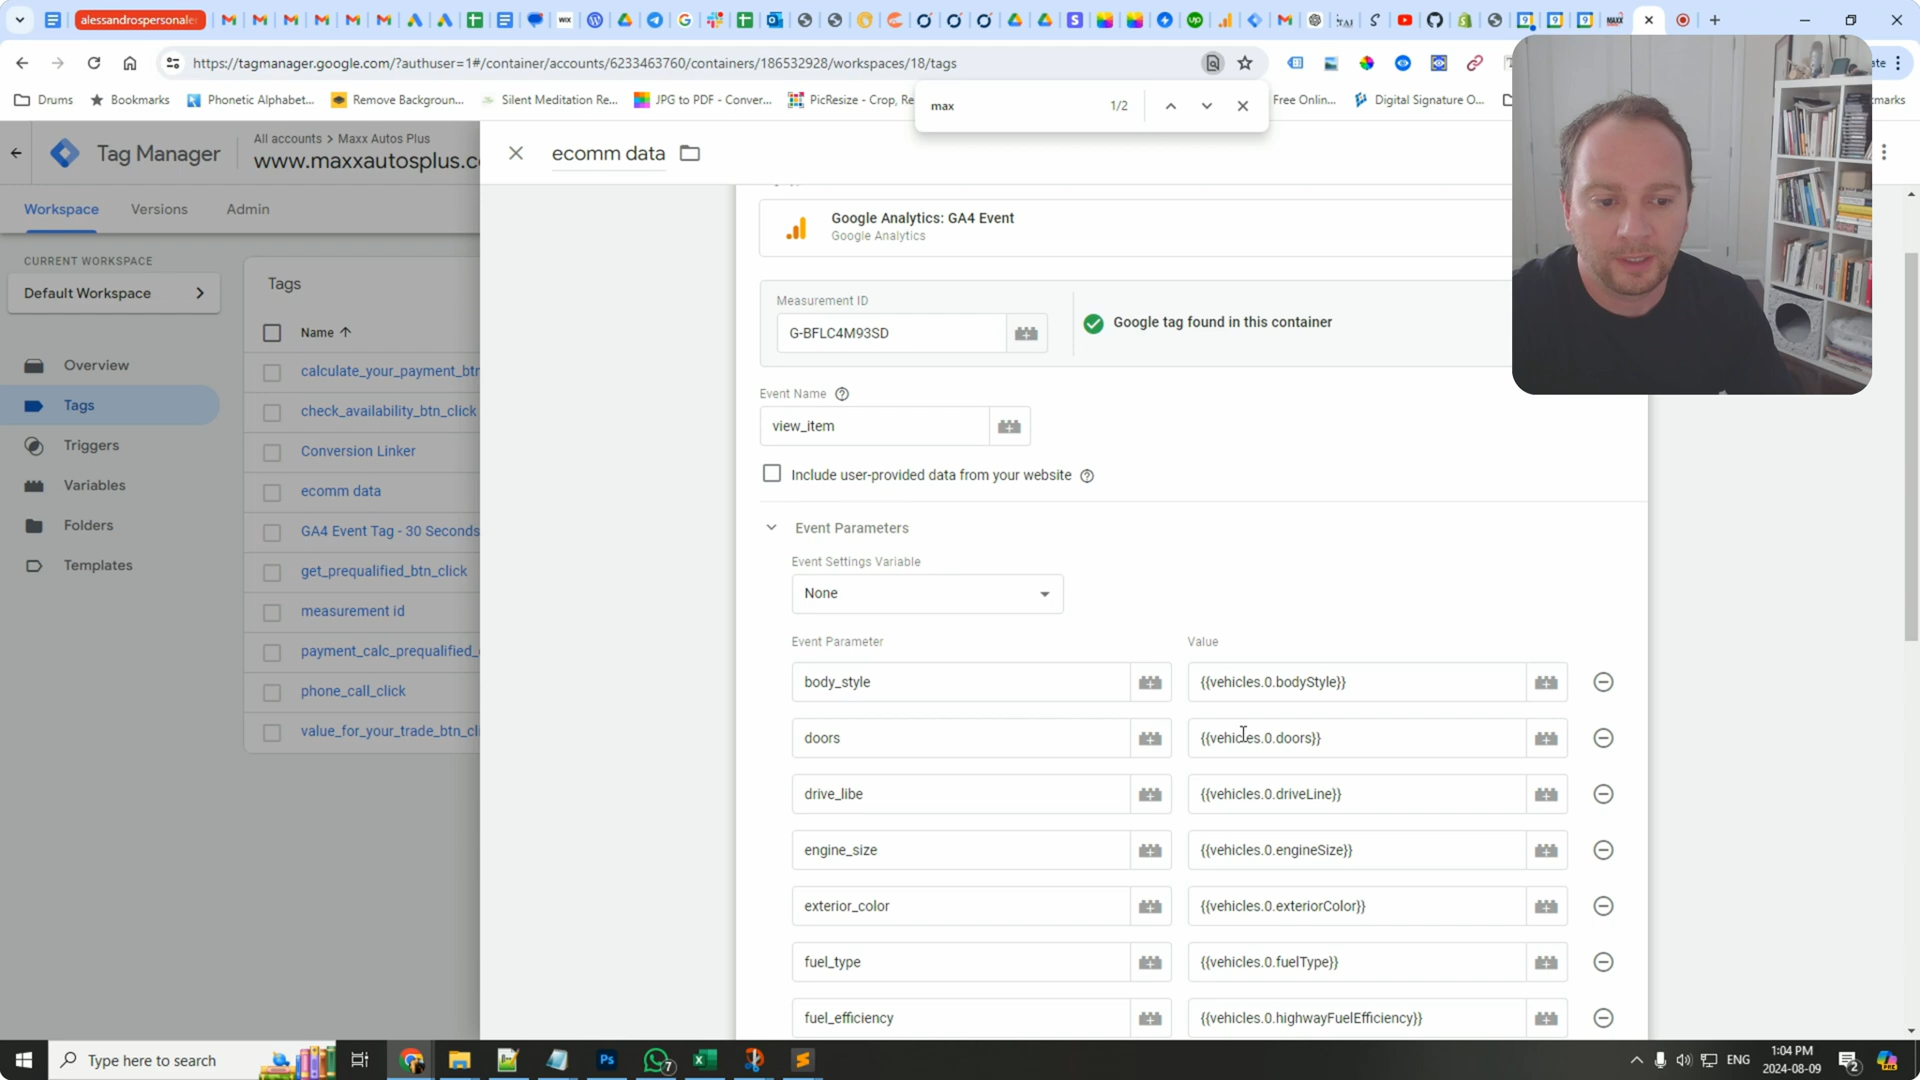 alessandrospersonaler
https://tagmanager.google.com/?authuser=1#/container/accounts/6233463760/containers/186532928/workspaces/18/tags
Drums
Bookmarks
Phonetic Alphabet...
Remove Backgroun...
Silent Meditation Re...
JPG to PDF - Conver...
PicResize - Crop, Re
Free Onlin...
Digital Signature O...
max
1/2
All accounts > Maxx Autos Plus
Tag Manager
www.maxxautosplus.c
ecomm data
Workspace
Versions
Admin
CURRENT WORKSPACE
Default Workspace
Overview
Tags
Triggers
Variables
Folders
Templates
Tags
Name
calculate_your_payment_btn
check_availability_btn_click
Conversion Linker
ecomm data
GA4 Event Tag - 30 Seconds
get_prequalified_btn_click
measurement id
payment_calc_prequalified_
phone_call_click
value_for_your_trade_btn_cli
Google Analytics: GA4 Event
Google Analytics
Measurement ID
G-BFLC4M93SD
Google tag found in this container
Event Name
view_item
Include user-provided data from your website
Event Parameters
Event Settings Variable
None
Event Parameter
Value
body_style
{{vehicles.0.bodyStyle}}
doors
{{vehicles.0.doors}}
drive_libe
{{vehicles.0.driveLine}}
engine_size
{{vehicles.0.engineSize}}
exterior_color
{{vehicles.0.exteriorColor}}
fuel_type
{{vehicles.0.fuelType}}
fuel_efficiency
{{vehicles.0.highwayFuelEfficiency}}
Type here to search
7
ENG
1:04 PM
2024-08-09
2